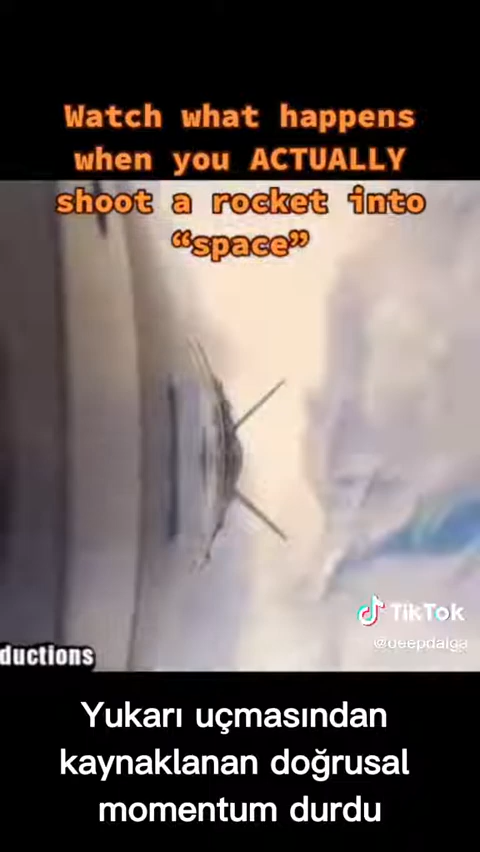 Watch what happens
when you ACTUALLY
shoot a rocket into
“space”
TikTok
ductions
Yukarı uçmasından
kaynaklanan doğrusal
momentum durdu